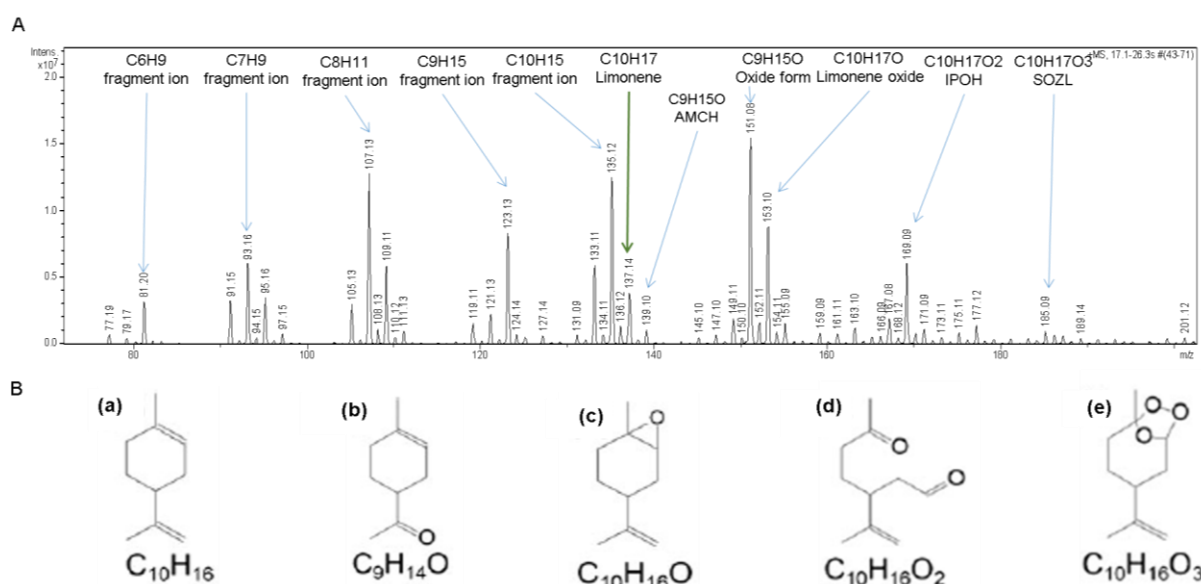 A
Intens.
x10⁷
2.0
1.5
1.0
0.5
0.0
C6H9
fragment ion
C7H9
fragment ion
C8H11
fragment ion
C9H15
fragment ion
C10H15
fragment ion
C10H17
Limonene
C9H15O
AMCH
C9H15O
Oxide form
C10H17O
Limonene oxide
C10H17O2
IPOH
C10H17O3
SOZL
+MS, 17.1-26.3s #(43-71)
77.19
79.17
81.20
91.15
93.16
94.15
95.16
97.15
105.13
107.13
108.13
109.11
110.12
111.13
119.11
121.13
123.13
124.14
127.14
131.09
133.11
134.11
135.12
136.12
137.14
139.10
145.10
147.10
149.11
150.10
151.08
152.11
153.10
154.11
155.09
159.09
161.11
163.10
166.09
167.08
168.12
169.09
171.09
173.11
175.11
177.12
185.09
189.14
201.12
80
100
120
140
160
180
m/z
B
(a)
(b)
(c)
(d)
(e)
O
O
O
O
O
O
O
C₁₀H₁₆
C₉H₁₄O
C₁₀H₁₆O
C₁₀H₁₆O₂
C₁₀H₁₆O₃